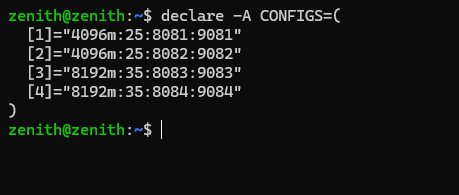 zenith@zenith:~$ declare -A CONFIGS=(
  [1]="4096m:25:8081:9081"
  [2]="4096m:25:8082:9082"
  [3]="8192m:35:8083:9083"
  [4]="8192m:35:8084:9084"
)
zenith@zenith:~$